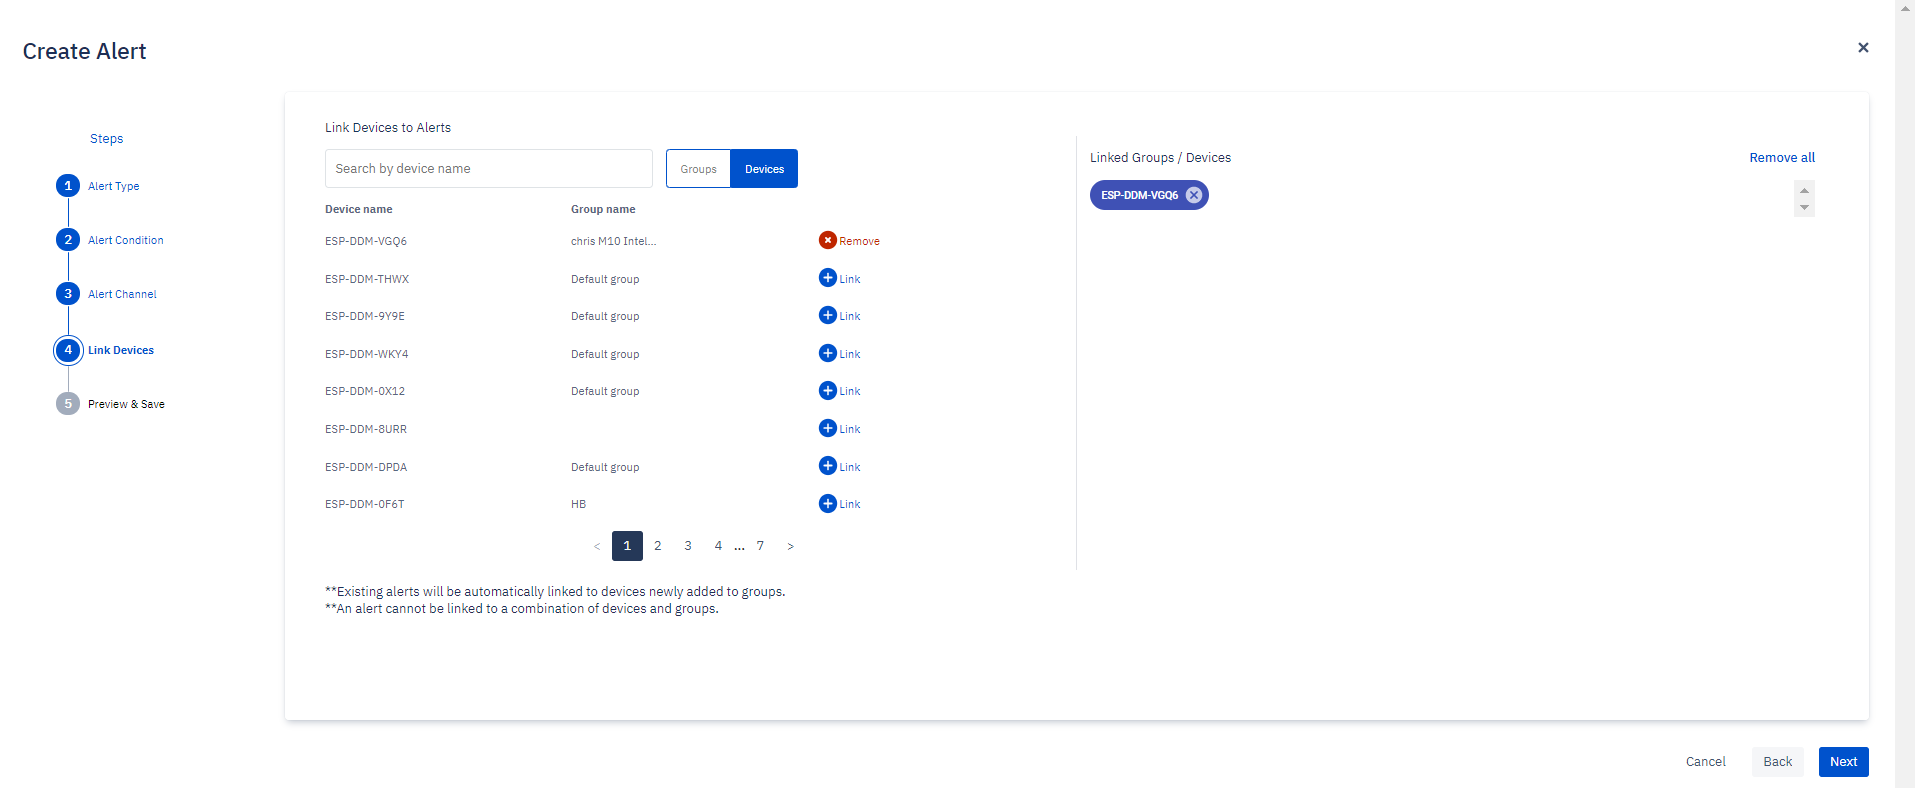 Create Alert
Steps
1 Alert Type
2 Alert Condition
3 Alert Channel
4 Link Devices
5 Preview & Save
Link Devices to Alerts
Search by device name Groups Devices
Device name Group name
ESP-DDM-VGQ6 chris M10 Intel... Remove
ESP-DDM-THWX Default group Link
ESP-DDM-9Y9E Default group Link
ESP-DDM-WKY4 Default group Link
ESP-DDM-0X12 Default group Link
ESP-DDM-8URR Link
ESP-DDM-DPDA Default group Link
ESP-DDM-0F6T HB Link
< 1 2 3 4 ... 7 >
**Existing alerts will be automatically linked to devices newly added to groups.
**An alert cannot be linked to a combination of devices and groups.
Linked Groups / Devices Remove all
ESP-DDM-VGQ6
Cancel Back Next